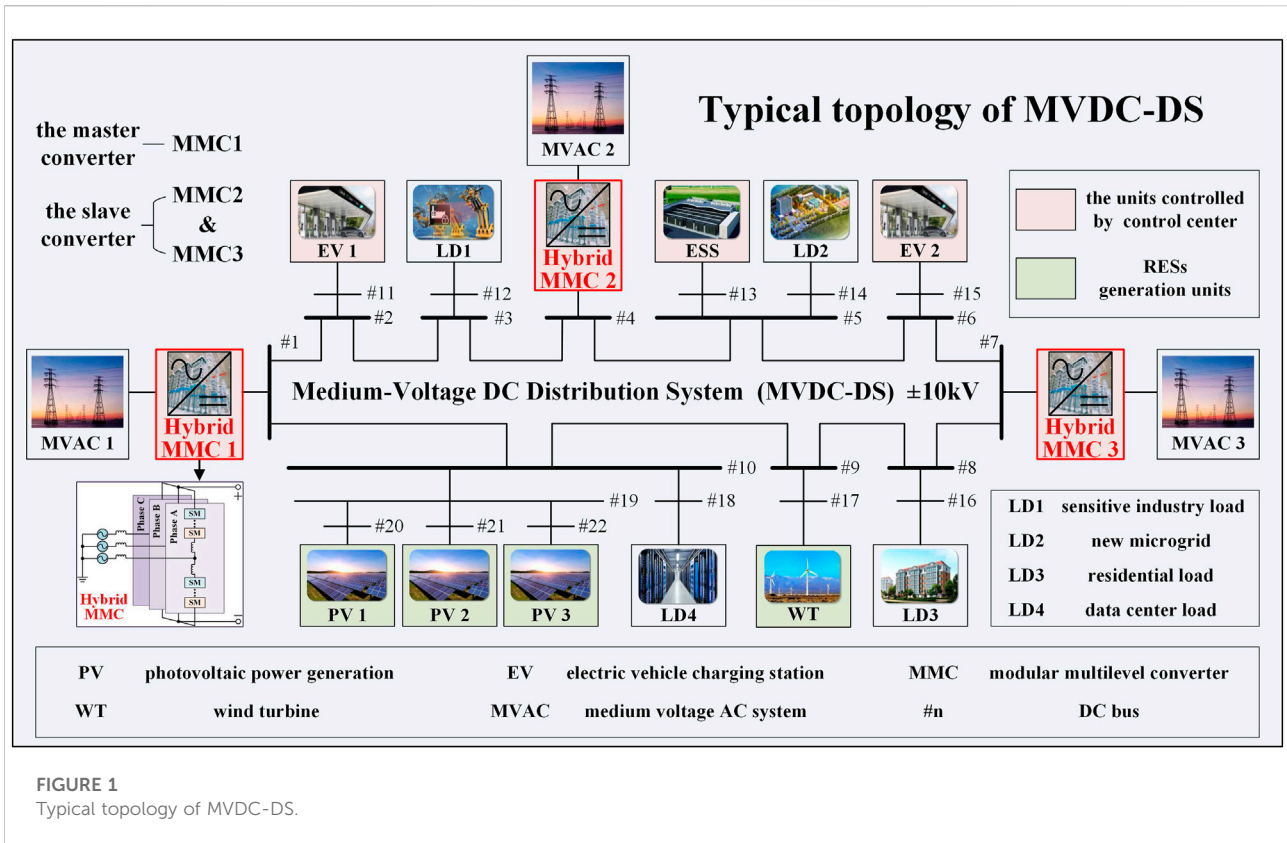 Typical topology of MVDC-DS
the master
converter
MMC1
the slave
converter
MMC2
&
MMC3
MVAC 2
Hybrid
MMC 2
EV 1
LD1
ESS
LD2
EV 2
the units controlled
by control center
RESs
generation units
#11
#12
#13
#14
#15
#2
#3
#4
#5
#6
#1
#7
Medium-Voltage DC Distribution System (MVDC-DS) ±10kV
MVAC 1
Hybrid
MMC 1
Hybrid
MMC 3
MVAC 3
#10
#9
#8
#19
#18
#17
#16
#20
#21
#22
PV 1
PV 2
PV 3
LD4
WT
LD3
Phase C
Phase B
Phase A
SM
SM
SM
SM
+
−
Hybrid
MMC
LD1 sensitive industry load
LD2 new microgrid
LD3 residential load
LD4 data center load
PV photovoltaic power generation EV electric vehicle charging station MMC modular multilevel converter
WT wind turbine MVAC medium voltage AC system #n DC bus
FIGURE 1
Typical topology of MVDC-DS.